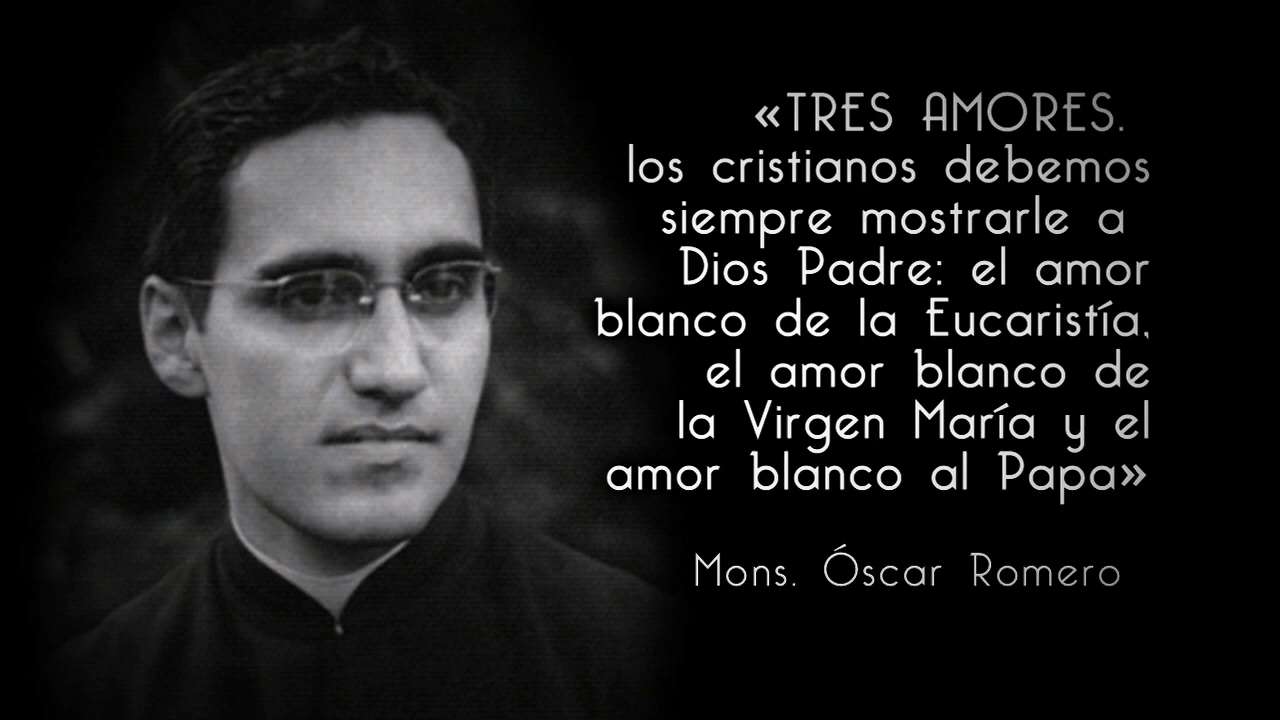 «TRES AMORES.
los cristianos debemos
siempre mostrarle a
Dios Padre: el amor
blanco de la Eucaristía,
el amor blanco de
la Virgen María y el
amor blanco al Papa»
Mons. Óscar Romero